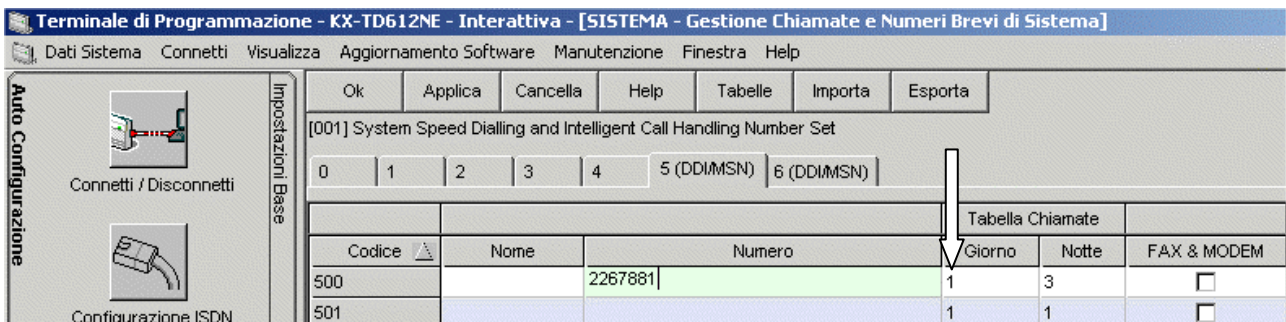 Terminale di Programmazione - KX-TD612NE - Interattiva - [SISTEMA - Gestione Chiamate e Numeri Brevi di Sistema]
Dati Sistema Connetti Visualizza Aggiornamento Software Manutenzione Finestra Help
Auto Configurazione
Connetti / Disconnetti
Configurazione ISDN
Impostazioni Base
Ok Applica Cancella Help Tabelle Importa Esporta
[001] System Speed Dialling and Intelligent Call Handling Number Set
0 1 2 3 4 5 (DDI/MSN) 6 (DDI/MSN)
Tabella Chiamate
Codice Nome Numero Giorno Notte FAX & MODEM
500 2267881 1 3
501 1 1